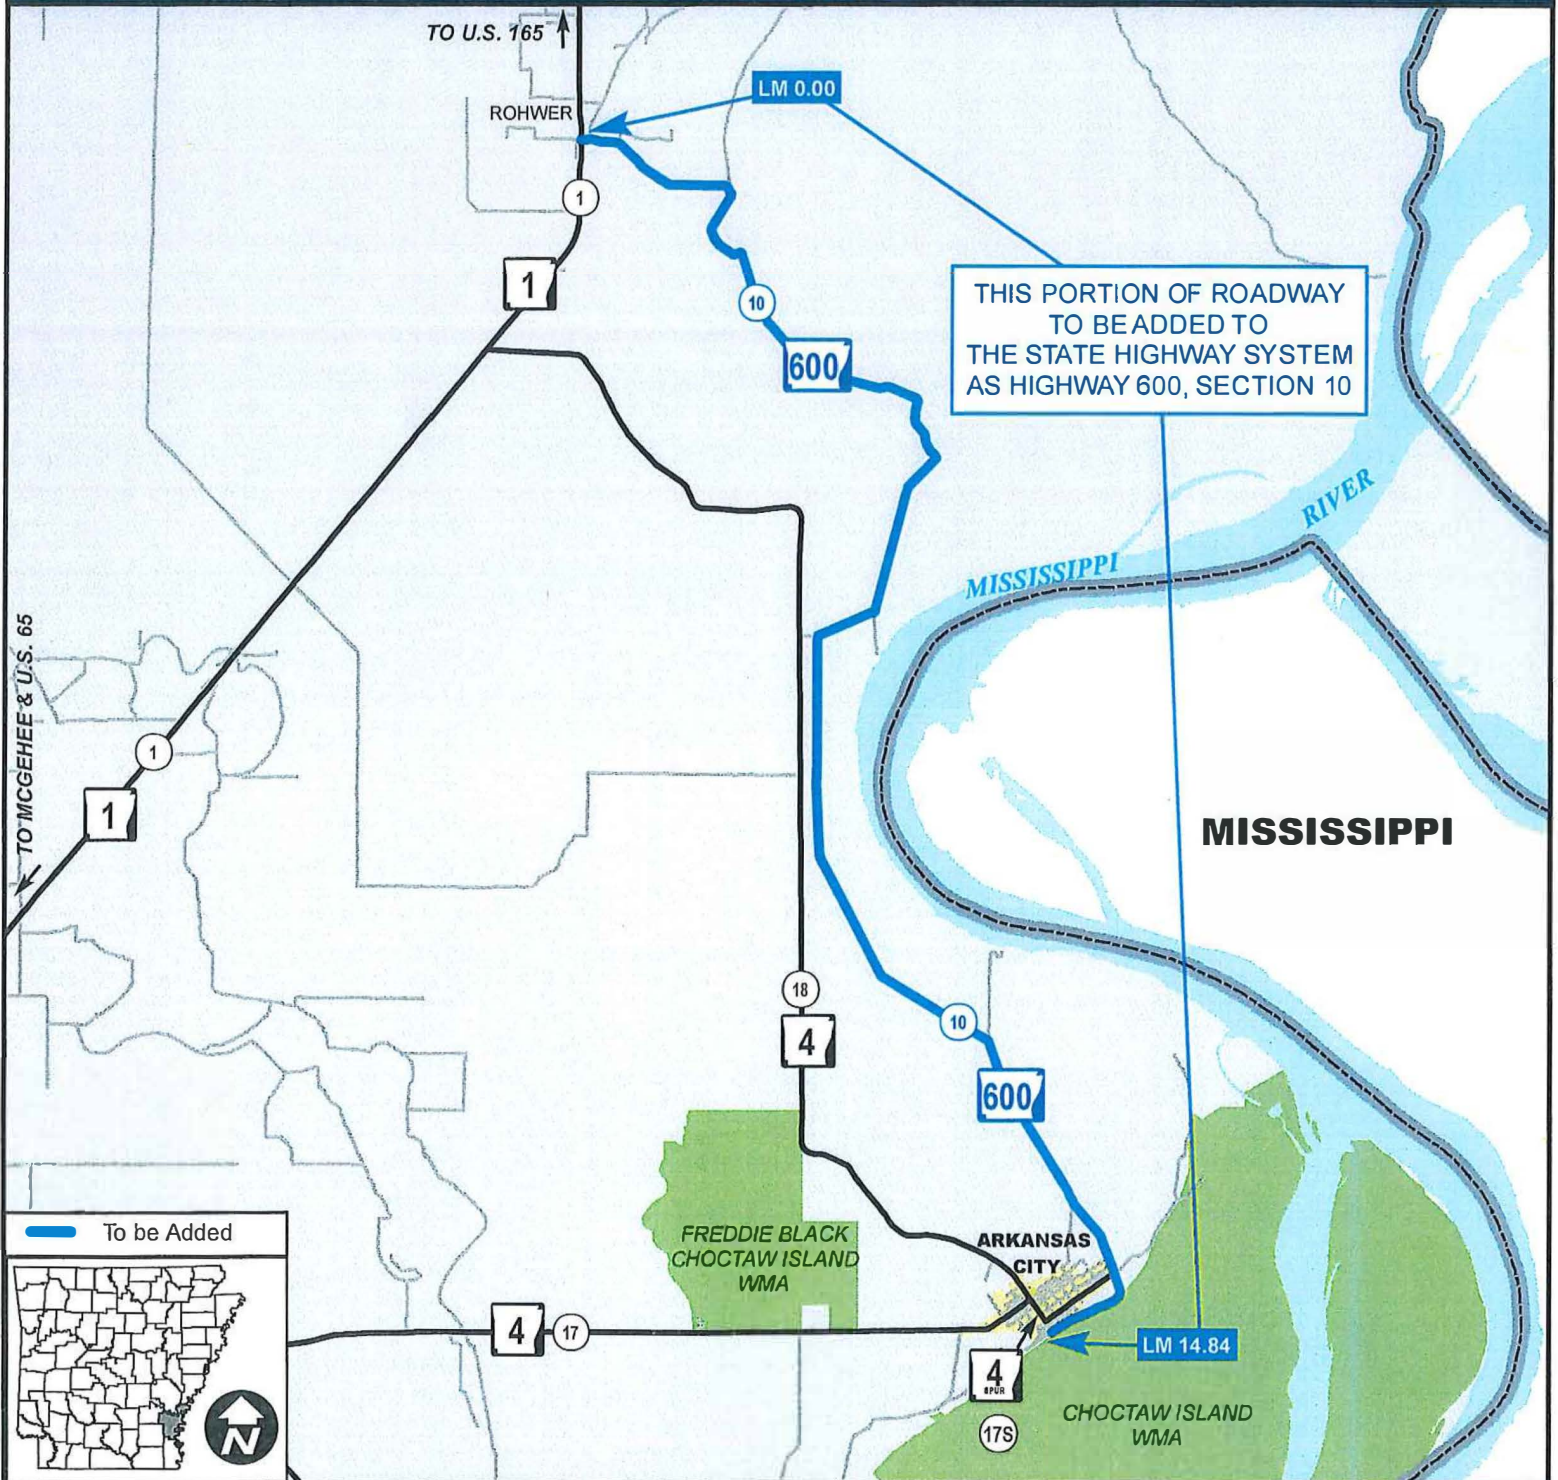 TO U.S. 165
LM 0.00
ROHWER
1
1
10
THIS PORTION OF ROADWAY
TO BE ADDED TO
THE STATE HIGHWAY SYSTEM
AS HIGHWAY 600, SECTION 10
600
MISSISSIPPI RIVER
TO MCGEHEE & U.S. 65
1
1
MISSISSIPPI
18
10
4
600
To be Added
FREDDIE BLACK
CHOCTAW ISLAND
WMA
ARKANSAS
CITY
4
17
LM 14.84
4
SPUR
17S
CHOCTAW ISLAND
WMA
N